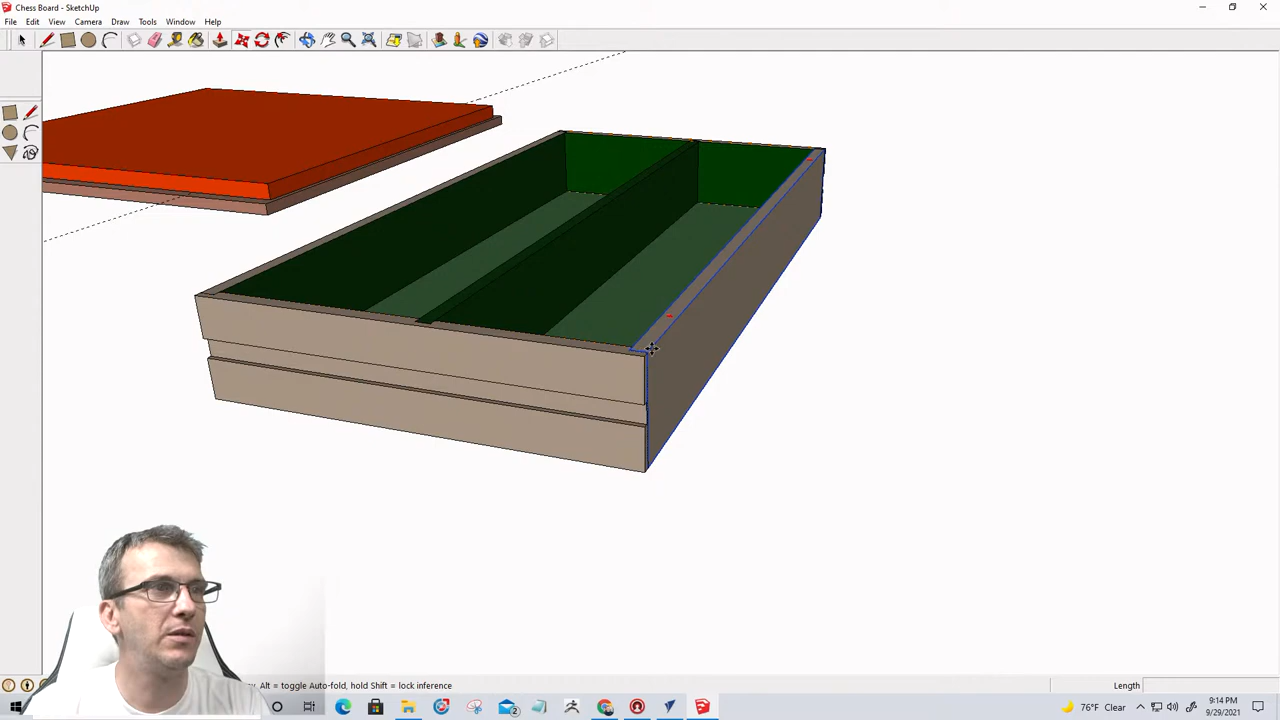 Chess Board - SketchUp
File Edit View Camera Draw Tools Window Help
Alt = toggle Auto-fold, hold Shift = lock inference
Length
2
76°F Clear
9:14 PM
9/29/2021